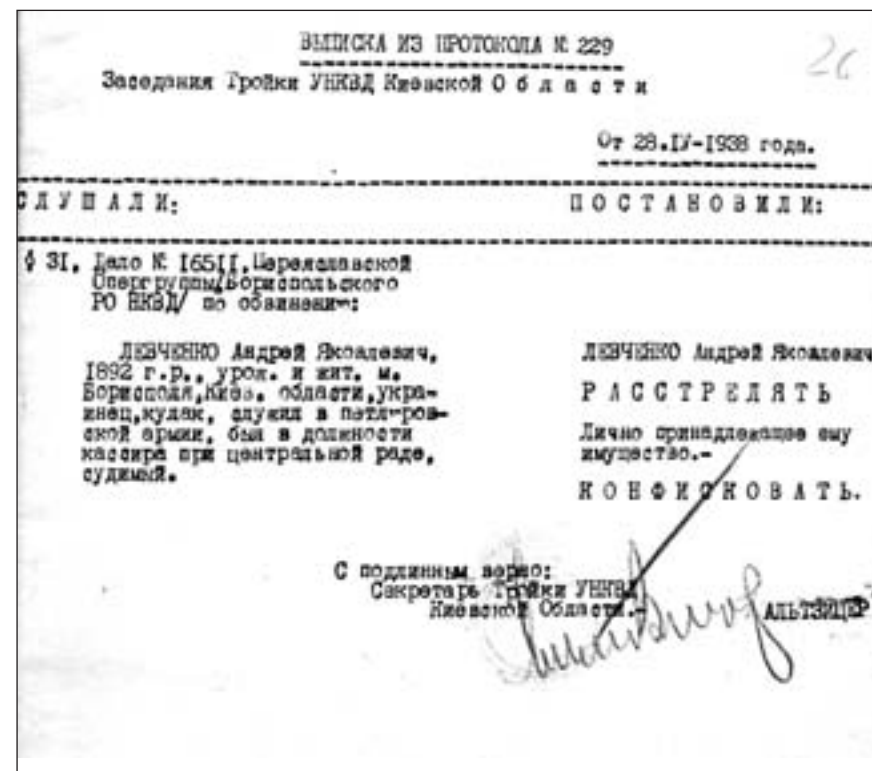 ВЫПИСКА ИЗ ПРОТОКОЛА № 229
Заседания Тройки УНКВД Киевской О б л а с т и
От 28.IV-1938 года.
С Л У Ш А Л И:
П О С Т А Н О В И Л И:
§ 31. Дело № 16511. Переяславской
Опергруппы/Бориспольского
РО НКВД/ по обвинению:
ЛЕВЧЕНКО Андрей Яковлевич,
1892 г.р., урож. и жит. м.
Борисполя, Киев. области, укра-
инец, кулак, служил в петлюров-
ской армии, был в должности
кассира при центральной раде,
судимый.
ЛЕВЧЕНКО Андрей Яковлевич
Р А С С Т Р Е Л Я Т Ь
Лично принадлежащее ему
имущество.-
К О Н Ф И С К О В А Т Ь.
С подлинным верно:
Секретарь Тройки УНКВД
Киевской Области.-
АЛЬТЗИЦЕР